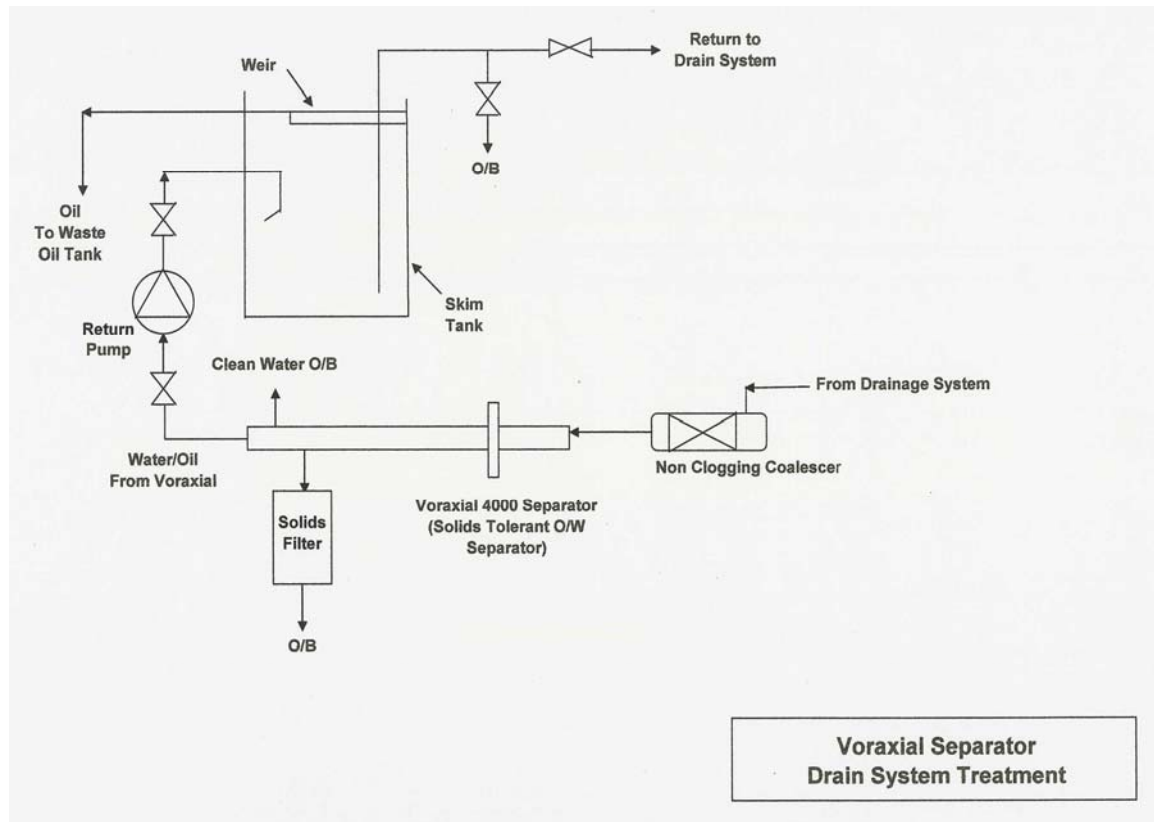 Return to
Drain System
Weir
O/B
Oil
To Waste
Oil Tank
Skim
Tank
Return
Pump
Clean Water O/B
From Drainage System
Water/Oil
From Voraxial
Non Clogging Coalescer
Voraxial 4000 Separator
(Solids Tolerant O/W
Separator)
Solids
Filter
O/B
Voraxial Separator
Drain System Treatment